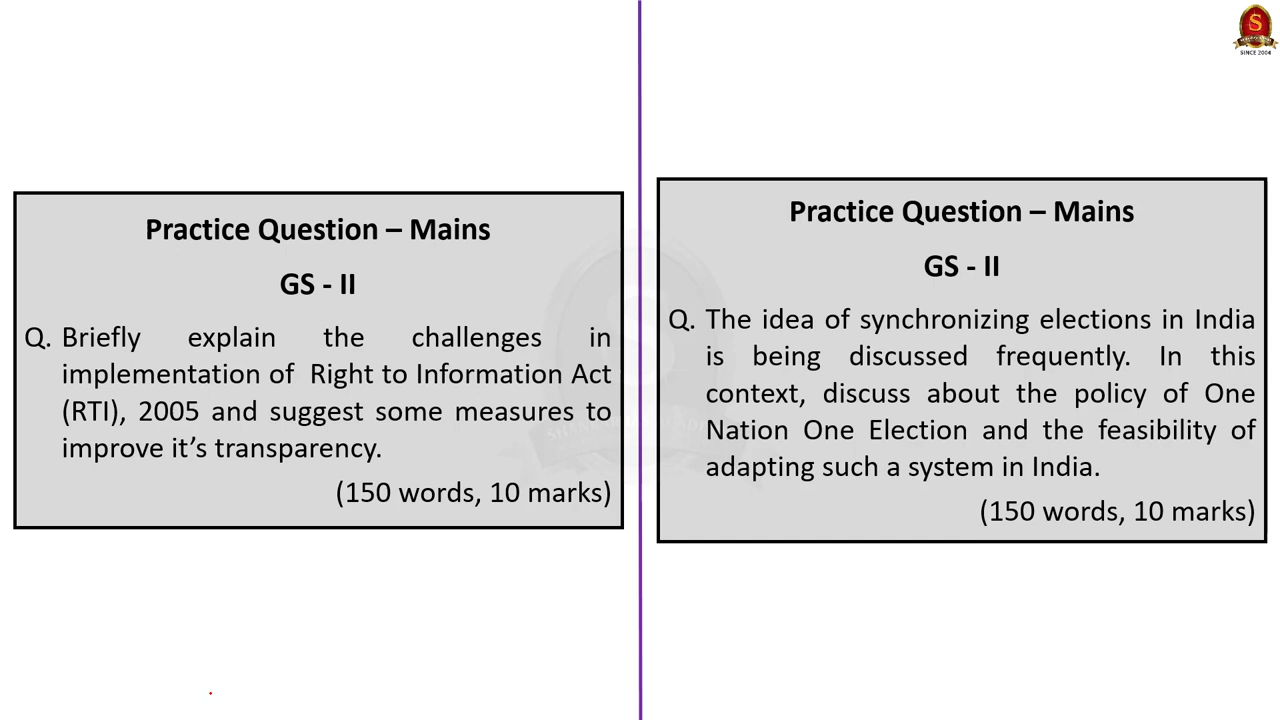 Practice Question – Mains
GS - II
Q. Briefly explain the challenges in
implementation of Right to Information Act
(RTI), 2005 and suggest some measures to
improve it’s transparency.
(150 words, 10 marks)
Practice Question – Mains
GS - II
Q. The idea of synchronizing elections in India
is being discussed frequently. In this
context, discuss about the policy of One
Nation One Election and the feasibility of
adapting such a system in India.
(150 words, 10 marks)
S
SINCE 2004